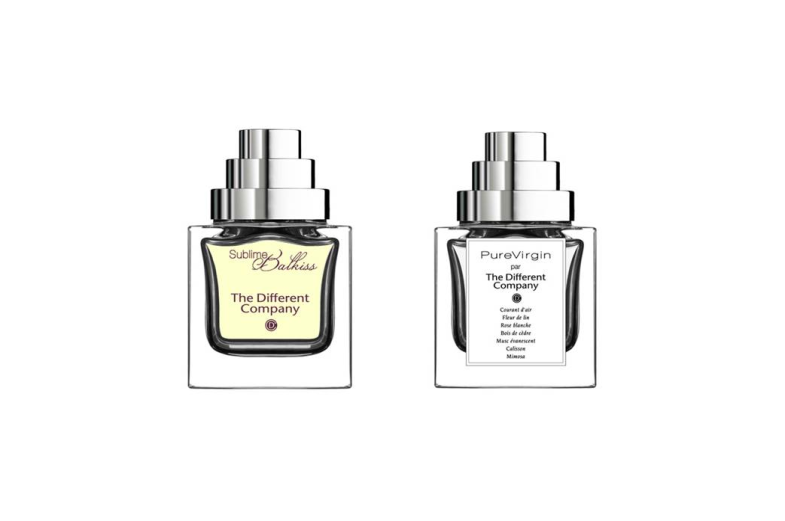 Sublime
Balkiss
The Different
Company
D
PureVirgin
par
The Different
Company
D
Courant d'air
Fleur de lin
Rose blanche
Bois de cèdre
Musc évanescent
Calisson
Mimosa